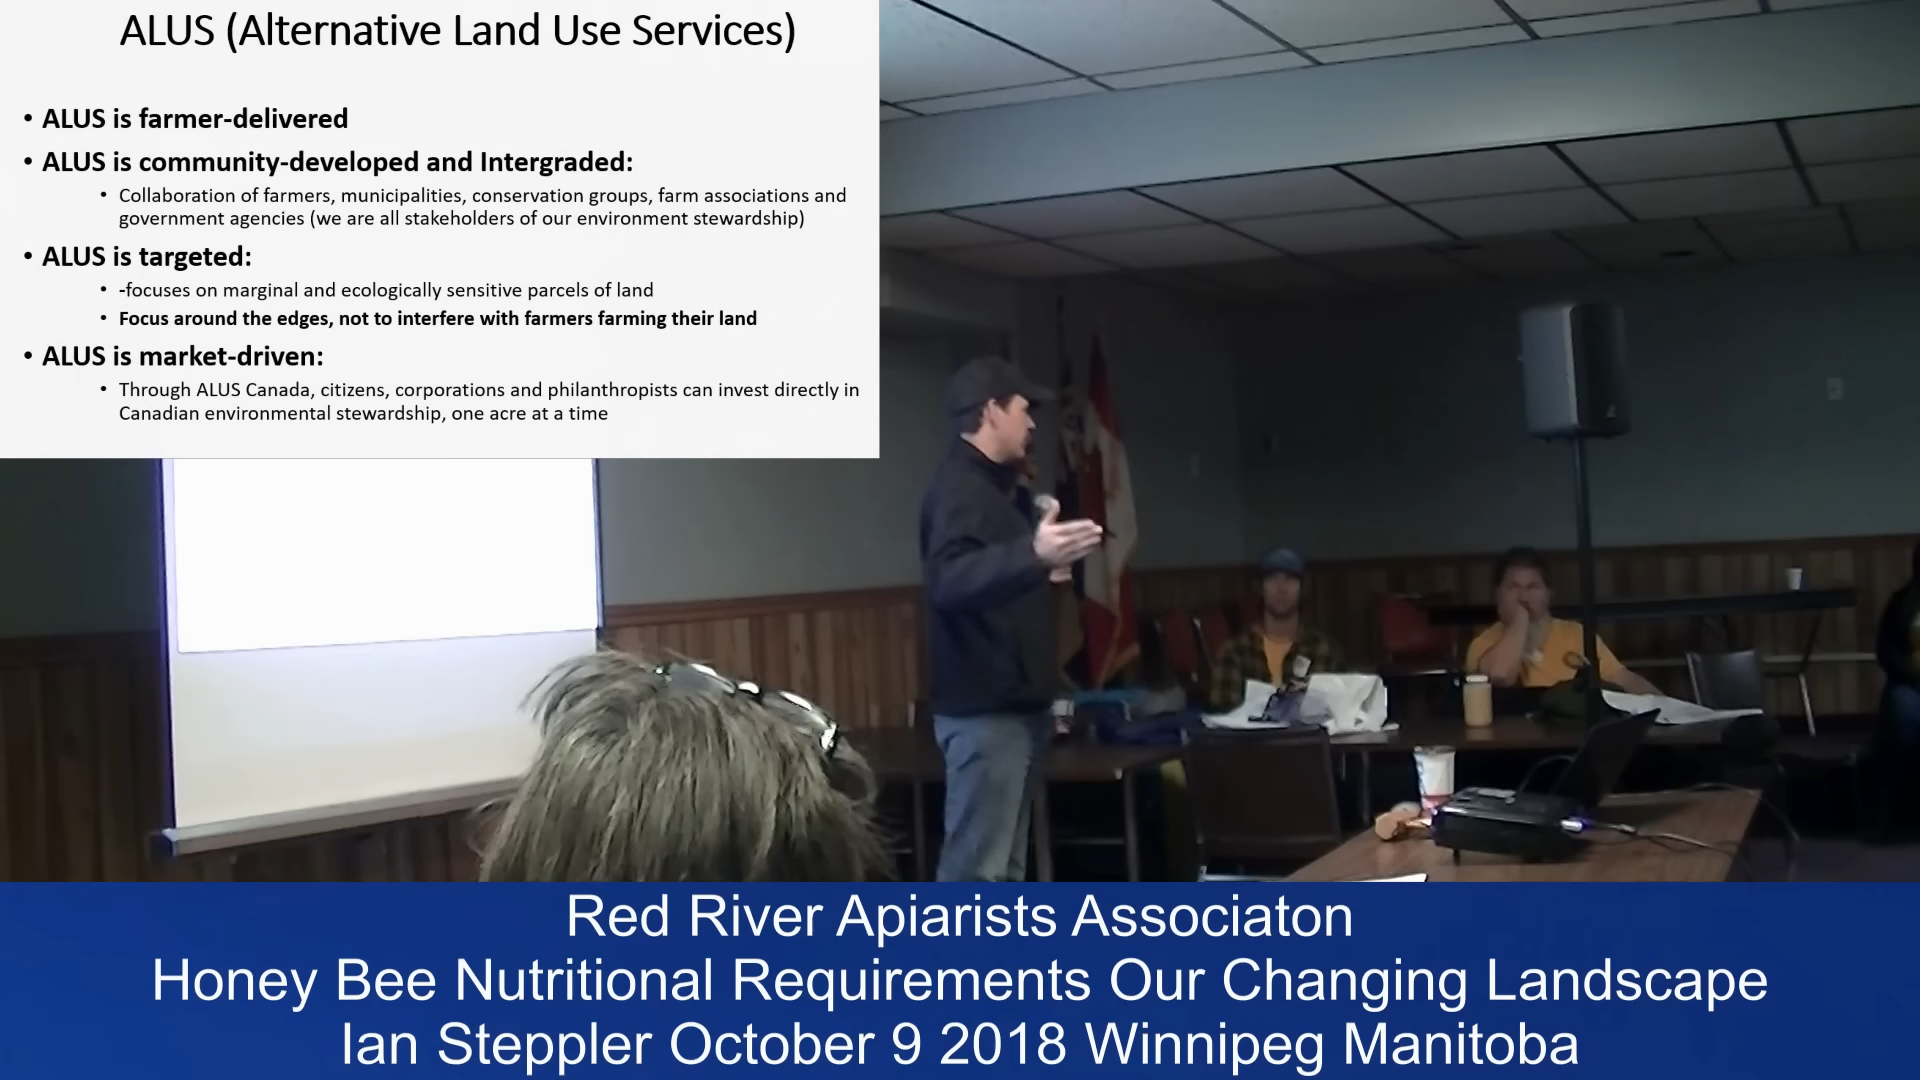 ALUS (Alternative Land Use Services)
• ALUS is farmer-delivered
• ALUS is community-developed and Intergraded:
• Collaboration of farmers, municipalities, conservation groups, farm associations and
government agencies (we are all stakeholders of our environment stewardship)
• ALUS is targeted:
• -focuses on marginal and ecologically sensitive parcels of land
• Focus around the edges, not to interfere with farmers farming their land
• ALUS is market-driven:
• Through ALUS Canada, citizens, corporations and philanthropists can invest directly in
Canadian environmental stewardship, one acre at a time
Red River Apiarists Associaton
Honey Bee Nutritional Requirements Our Changing Landscape
Ian Steppler October 9 2018 Winnipeg Manitoba